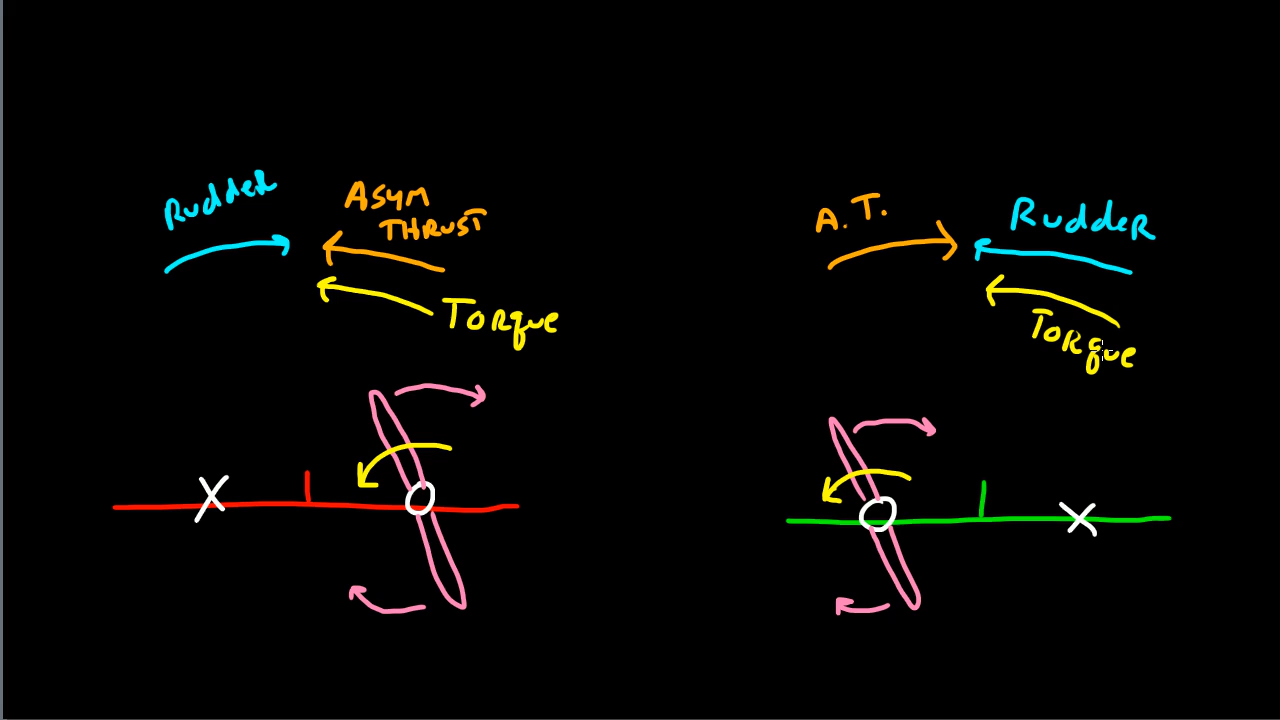 Rudder
Asym
THRUST
Torque
A.T.
Rudder
Torque